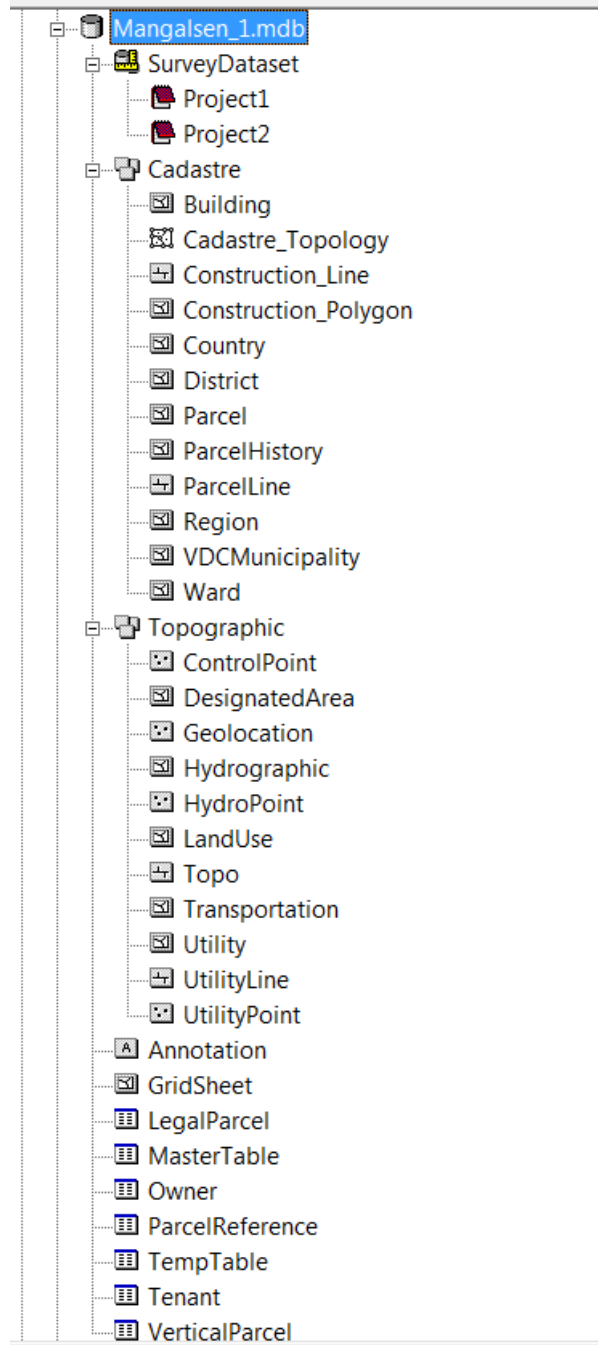 Mangalsen_1.mdb
SurveyDataset
Project1
Project2
Cadastre
Building
Cadastre_Topology
Construction_Line
Construction_Polygon
Country
District
Parcel
ParcelHistory
ParcelLine
Region
VDCMunicipality
Ward
Topographic
ControlPoint
DesignatedArea
Geolocation
Hydrographic
HydroPoint
LandUse
Topo
Transportation
Utility
UtilityLine
UtilityPoint
Annotation
GridSheet
LegalParcel
MasterTable
Owner
ParcelReference
TempTable
Tenant
VerticalParcel